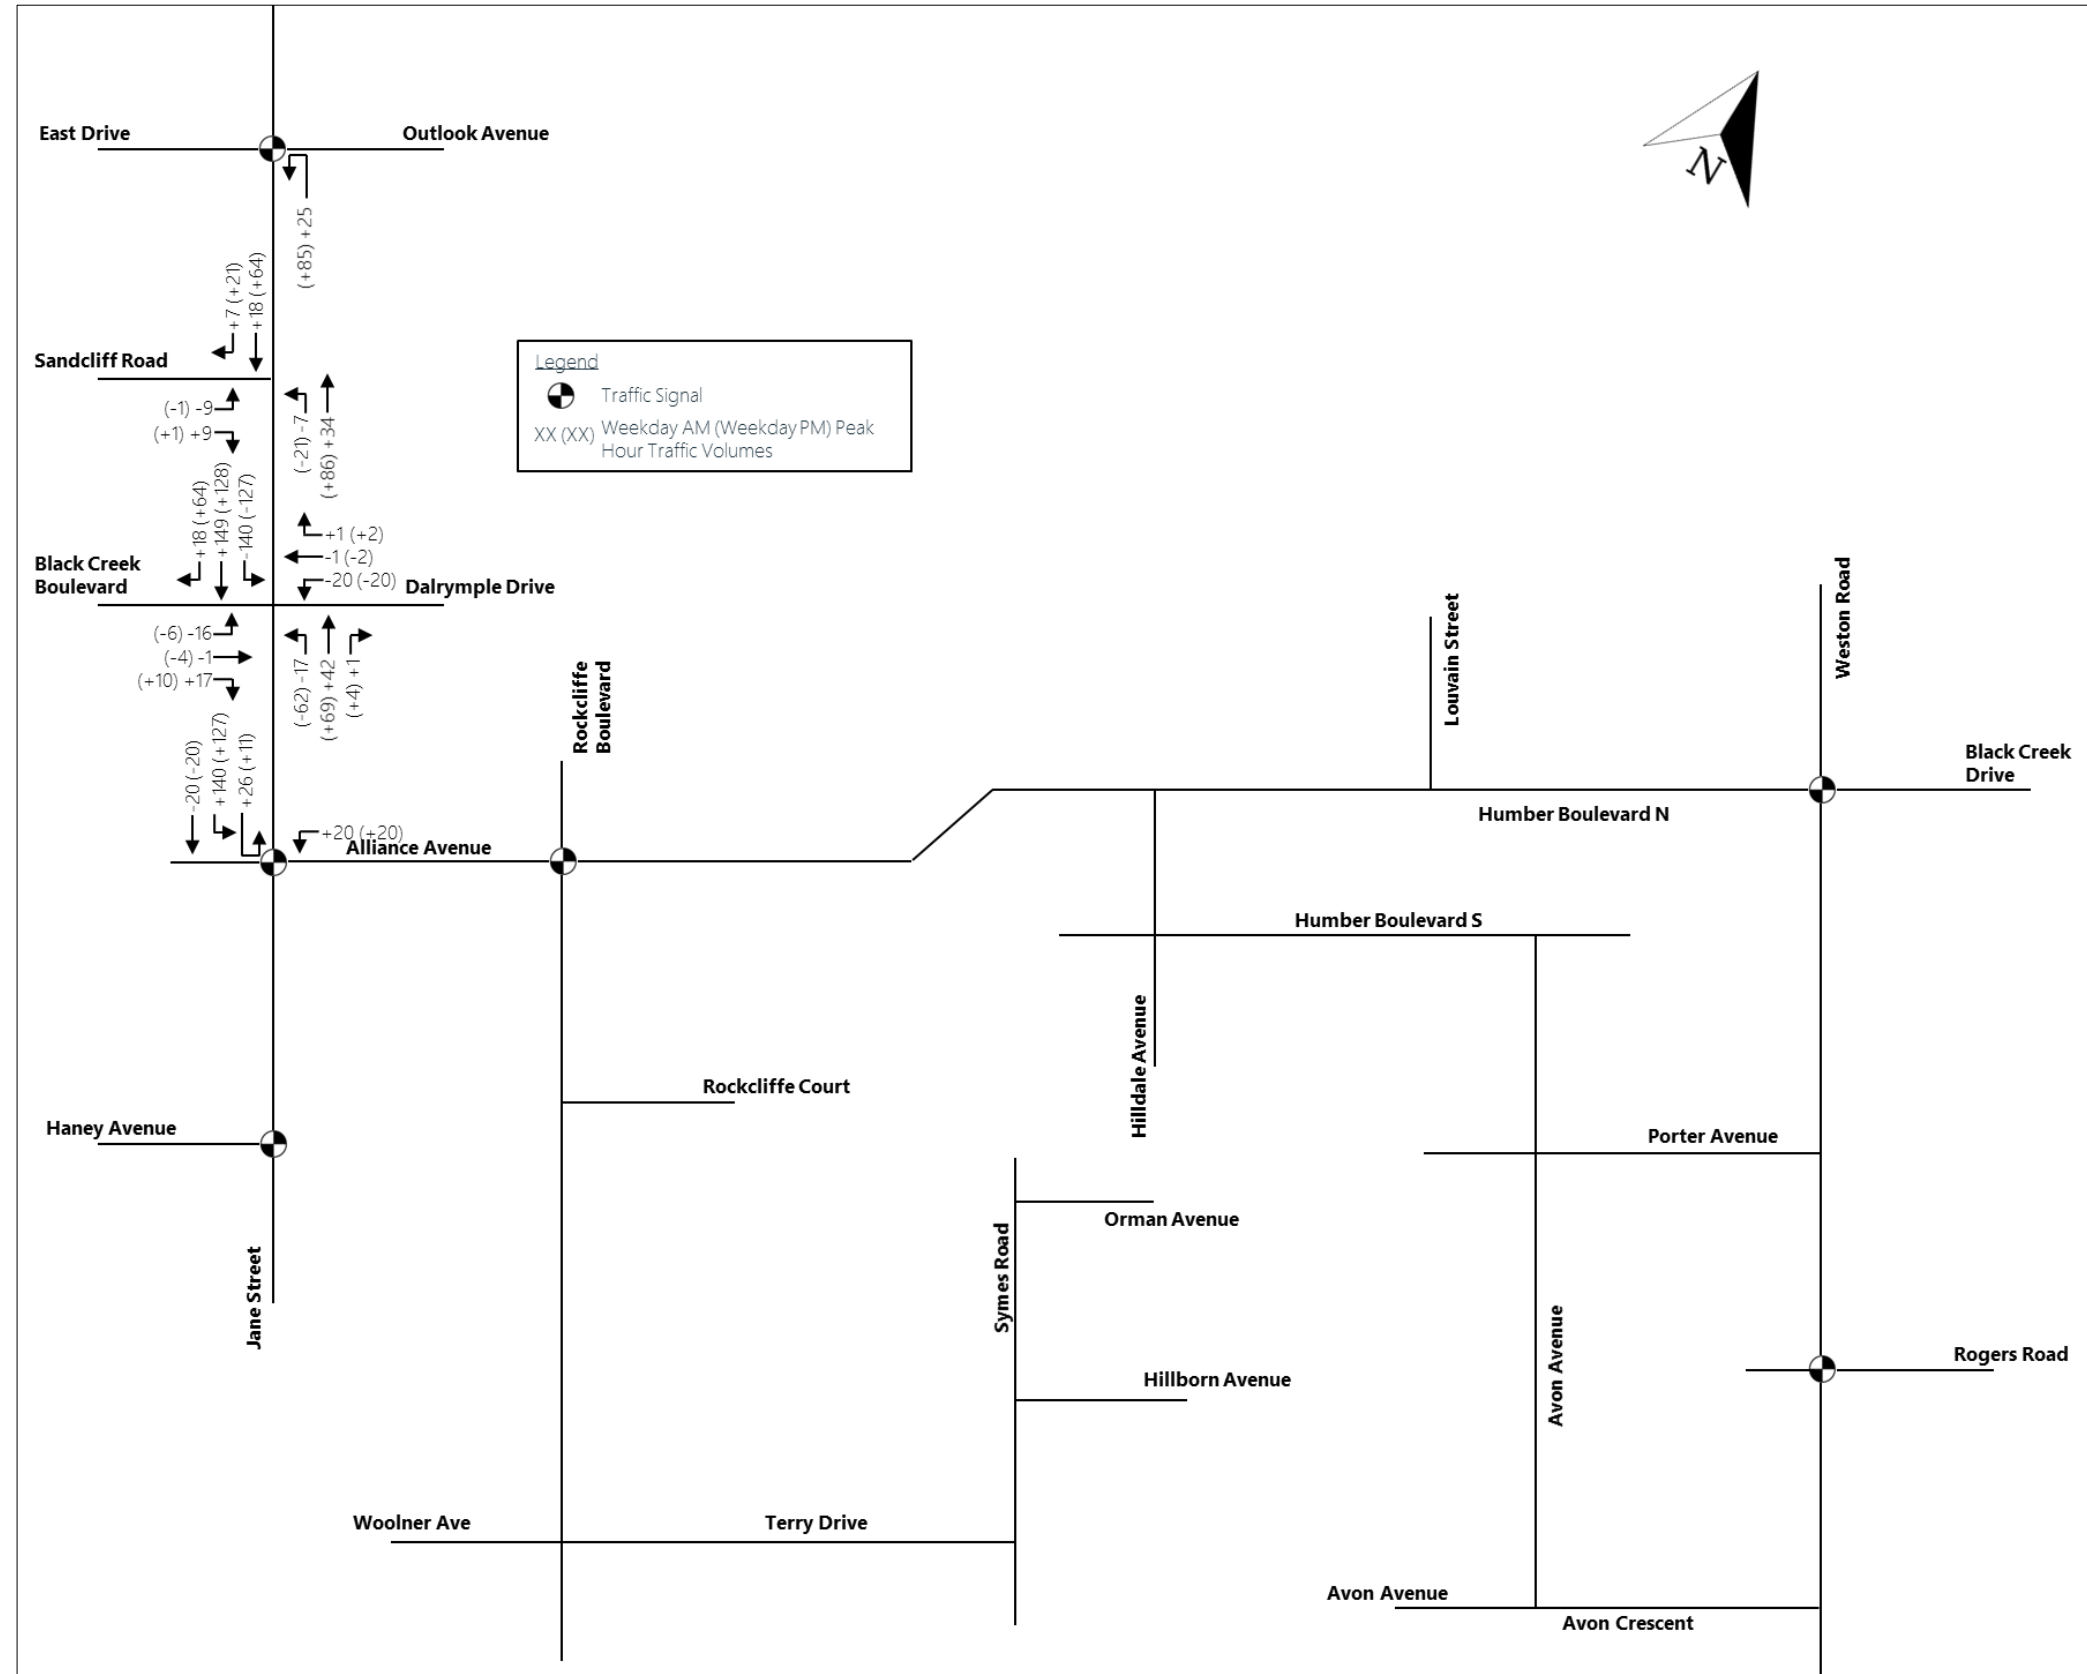 East Drive
Outlook Avenue
N
(+85) +25
+7 (+21)
+18 (+64)
Sandcliff Road
Legend
Traffic Signal
XX (XX)
Weekday AM (Weekday PM) Peak
Hour Traffic Volumes
(-1) -9
(+1) +9
(-21) -7
(+86) +34
+18 (+64)
+149 (+128)
-140 (-127)
+1 (+2)
-1 (-2)
-20 (-20)
Black Creek
Boulevard
Dalrymple Drive
(-6) -16
(-4) -1
(+10) +17
(-62) -17
(+69) +42
(+4) +1
Rockcliffe
Boulevard
Louvain Street
Weston Road
-20 (-20)
+140 (+127)
+26 (+11)
+20 (+20)
Alliance Avenue
Black Creek
Drive
Humber Boulevard N
Humber Boulevard S
Hilldale Avenue
Rockcliffe Court
Haney Avenue
Porter Avenue
Orman Avenue
Jane Street
Symes Road
Avon Avenue
Rogers Road
Hillborn Avenue
Woolner Ave
Terry Drive
Avon Avenue
Avon Crescent